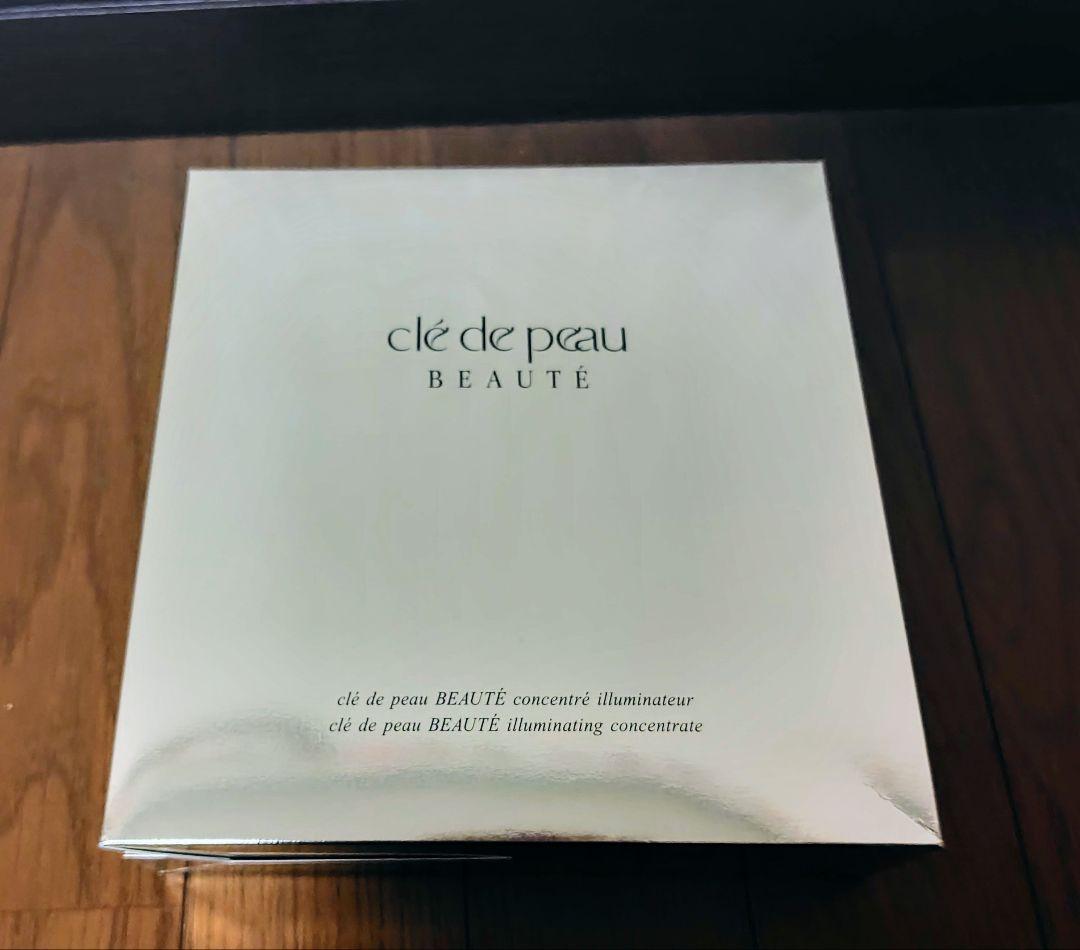 clé de peau
BEAUTÉ
clé de peau BEAUTÉ concentré illuminateur
clé de peau BEAUTÉ illuminating concentrate